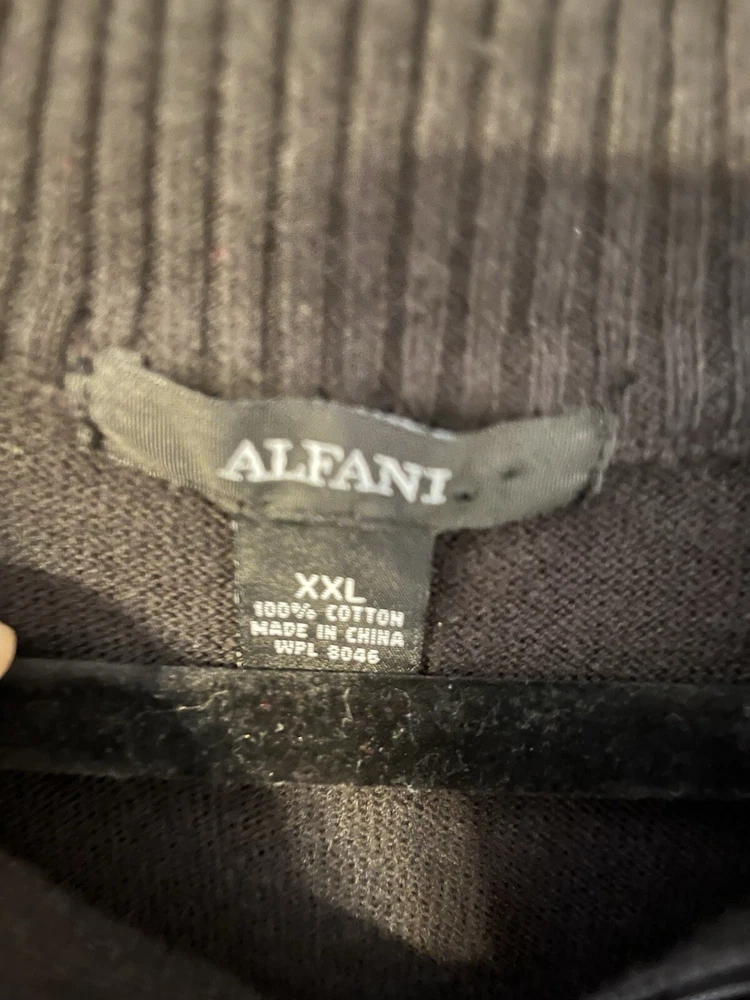 ALFANI
XXL
100% COTTON
MADE IN CHINA
WPL 8046